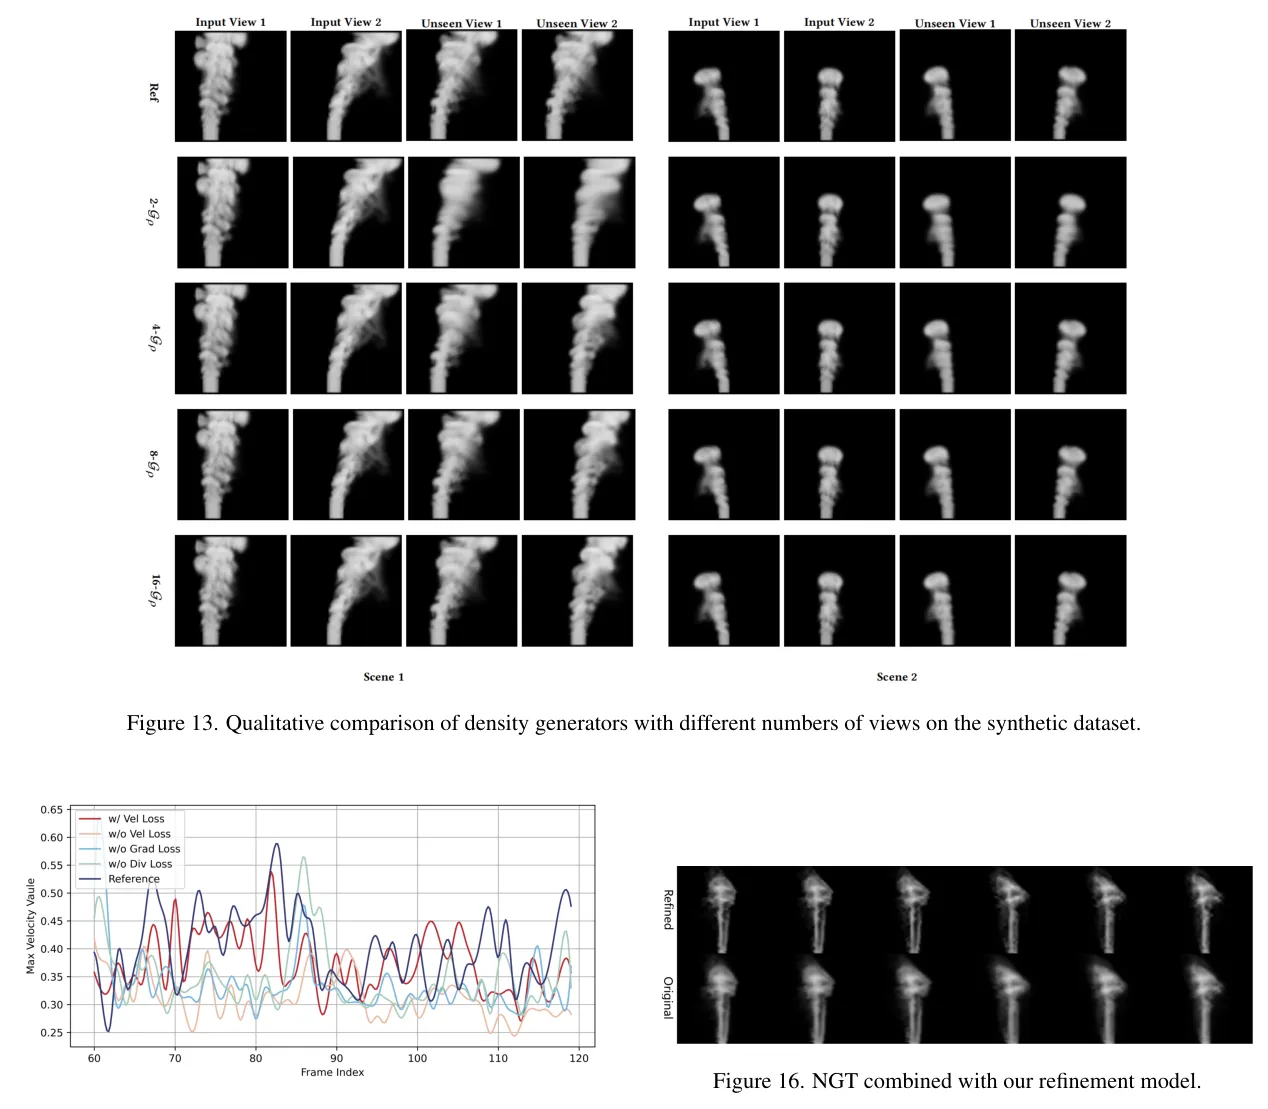 Input View 1 Input View 2 Unseen View 1 Unseen View 2 Input View 1 Input View 2 Unseen View 1 Unseen View 2
Ref
2-𝒢ρ
4-𝒢ρ
8-𝒢ρ
16-𝒢ρ
Scene 1 Scene 2
Figure 13. Qualitative comparison of density generators with different numbers of views on the synthetic dataset.
Max Velocity Vaule
0.65
0.60
0.55
0.50
0.45
0.40
0.35
0.30
0.25
w/ Vel Loss
w/o Vel Loss
w/o Grad Loss
w/o Div Loss
Reference
60 70 80 90 100 110 120
Frame Index
Refined
Original
Figure 16. NGT combined with our refinement model.